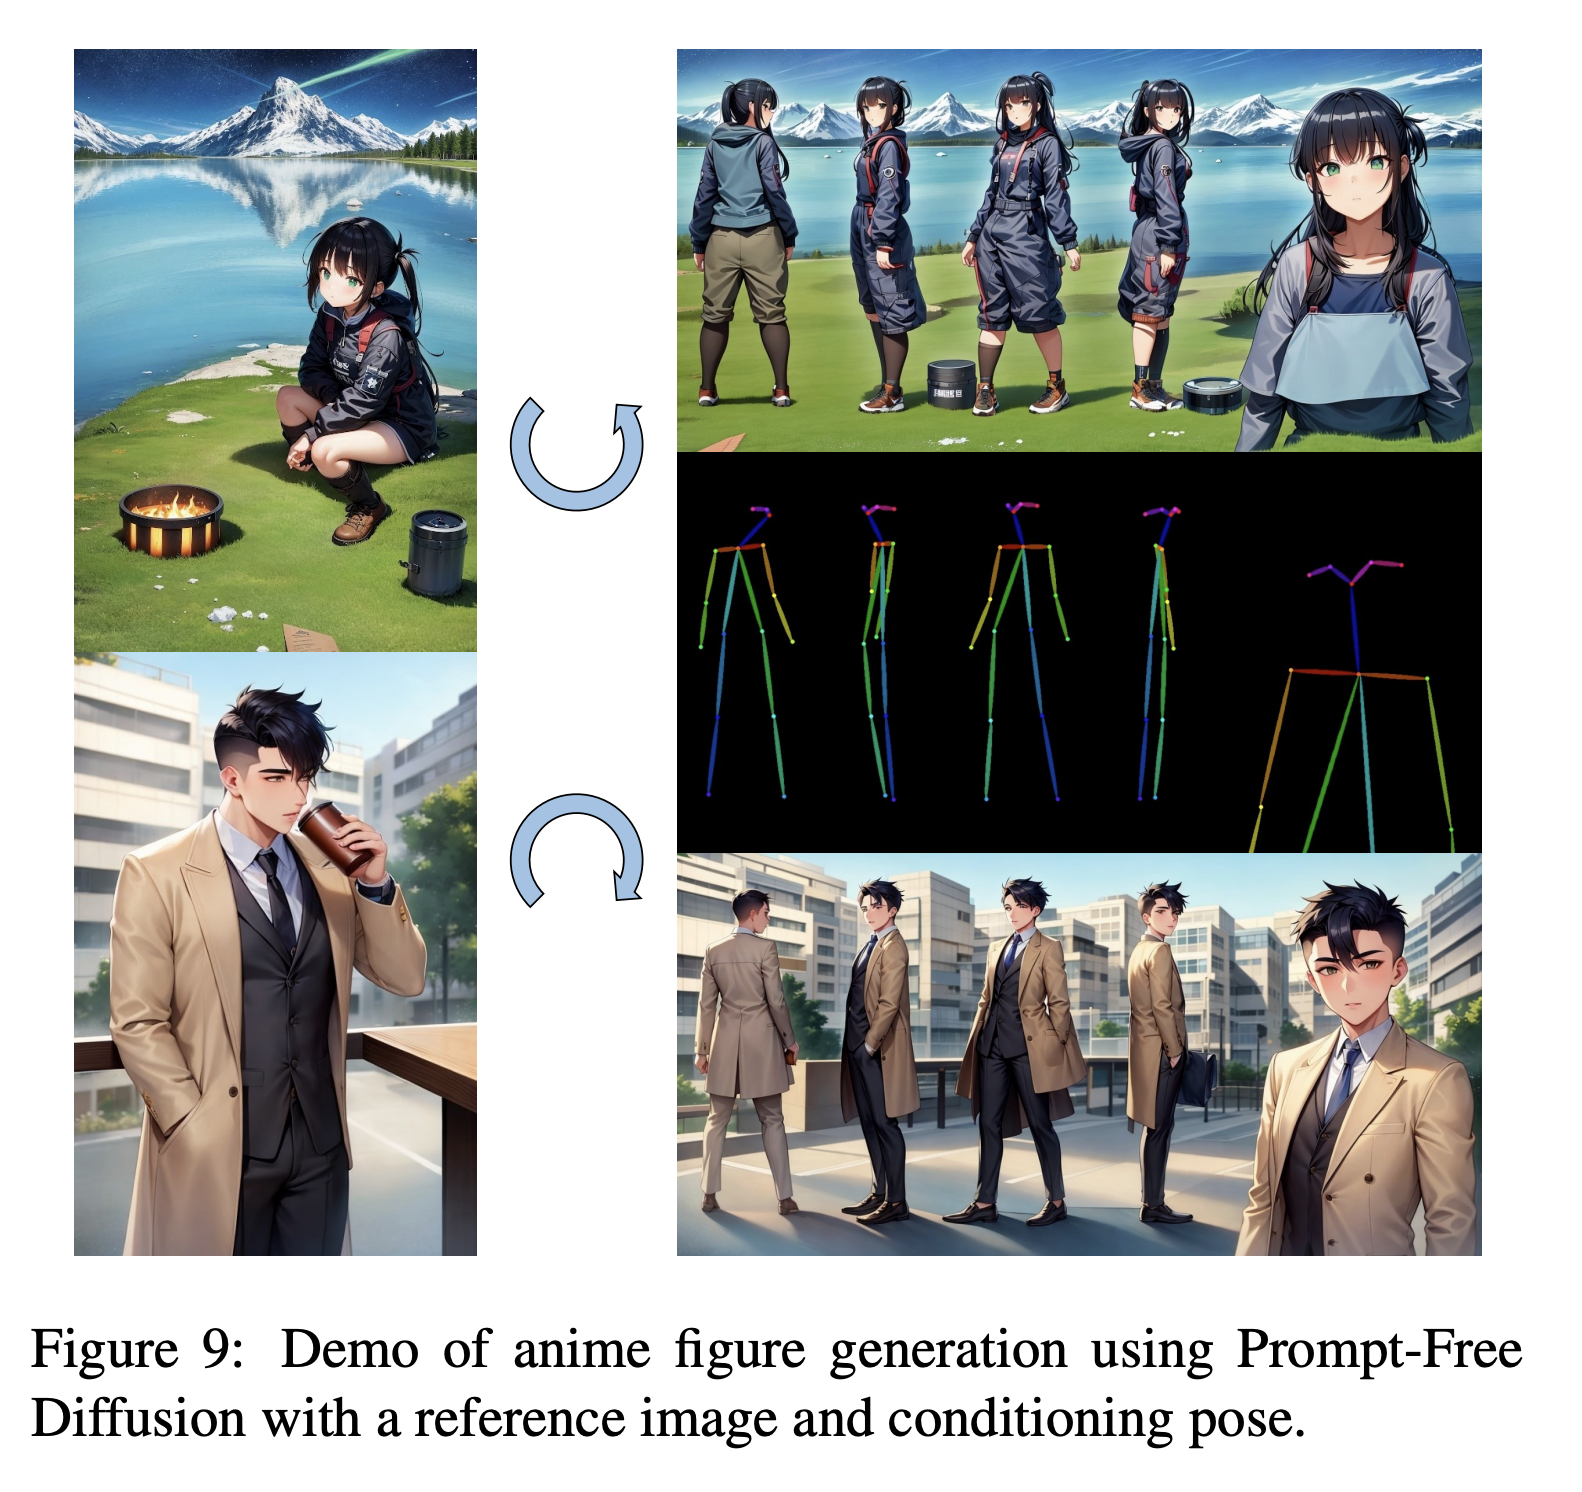 Figure 9: Demo of anime figure generation using Prompt-Free
Diffusion with a reference image and conditioning pose.